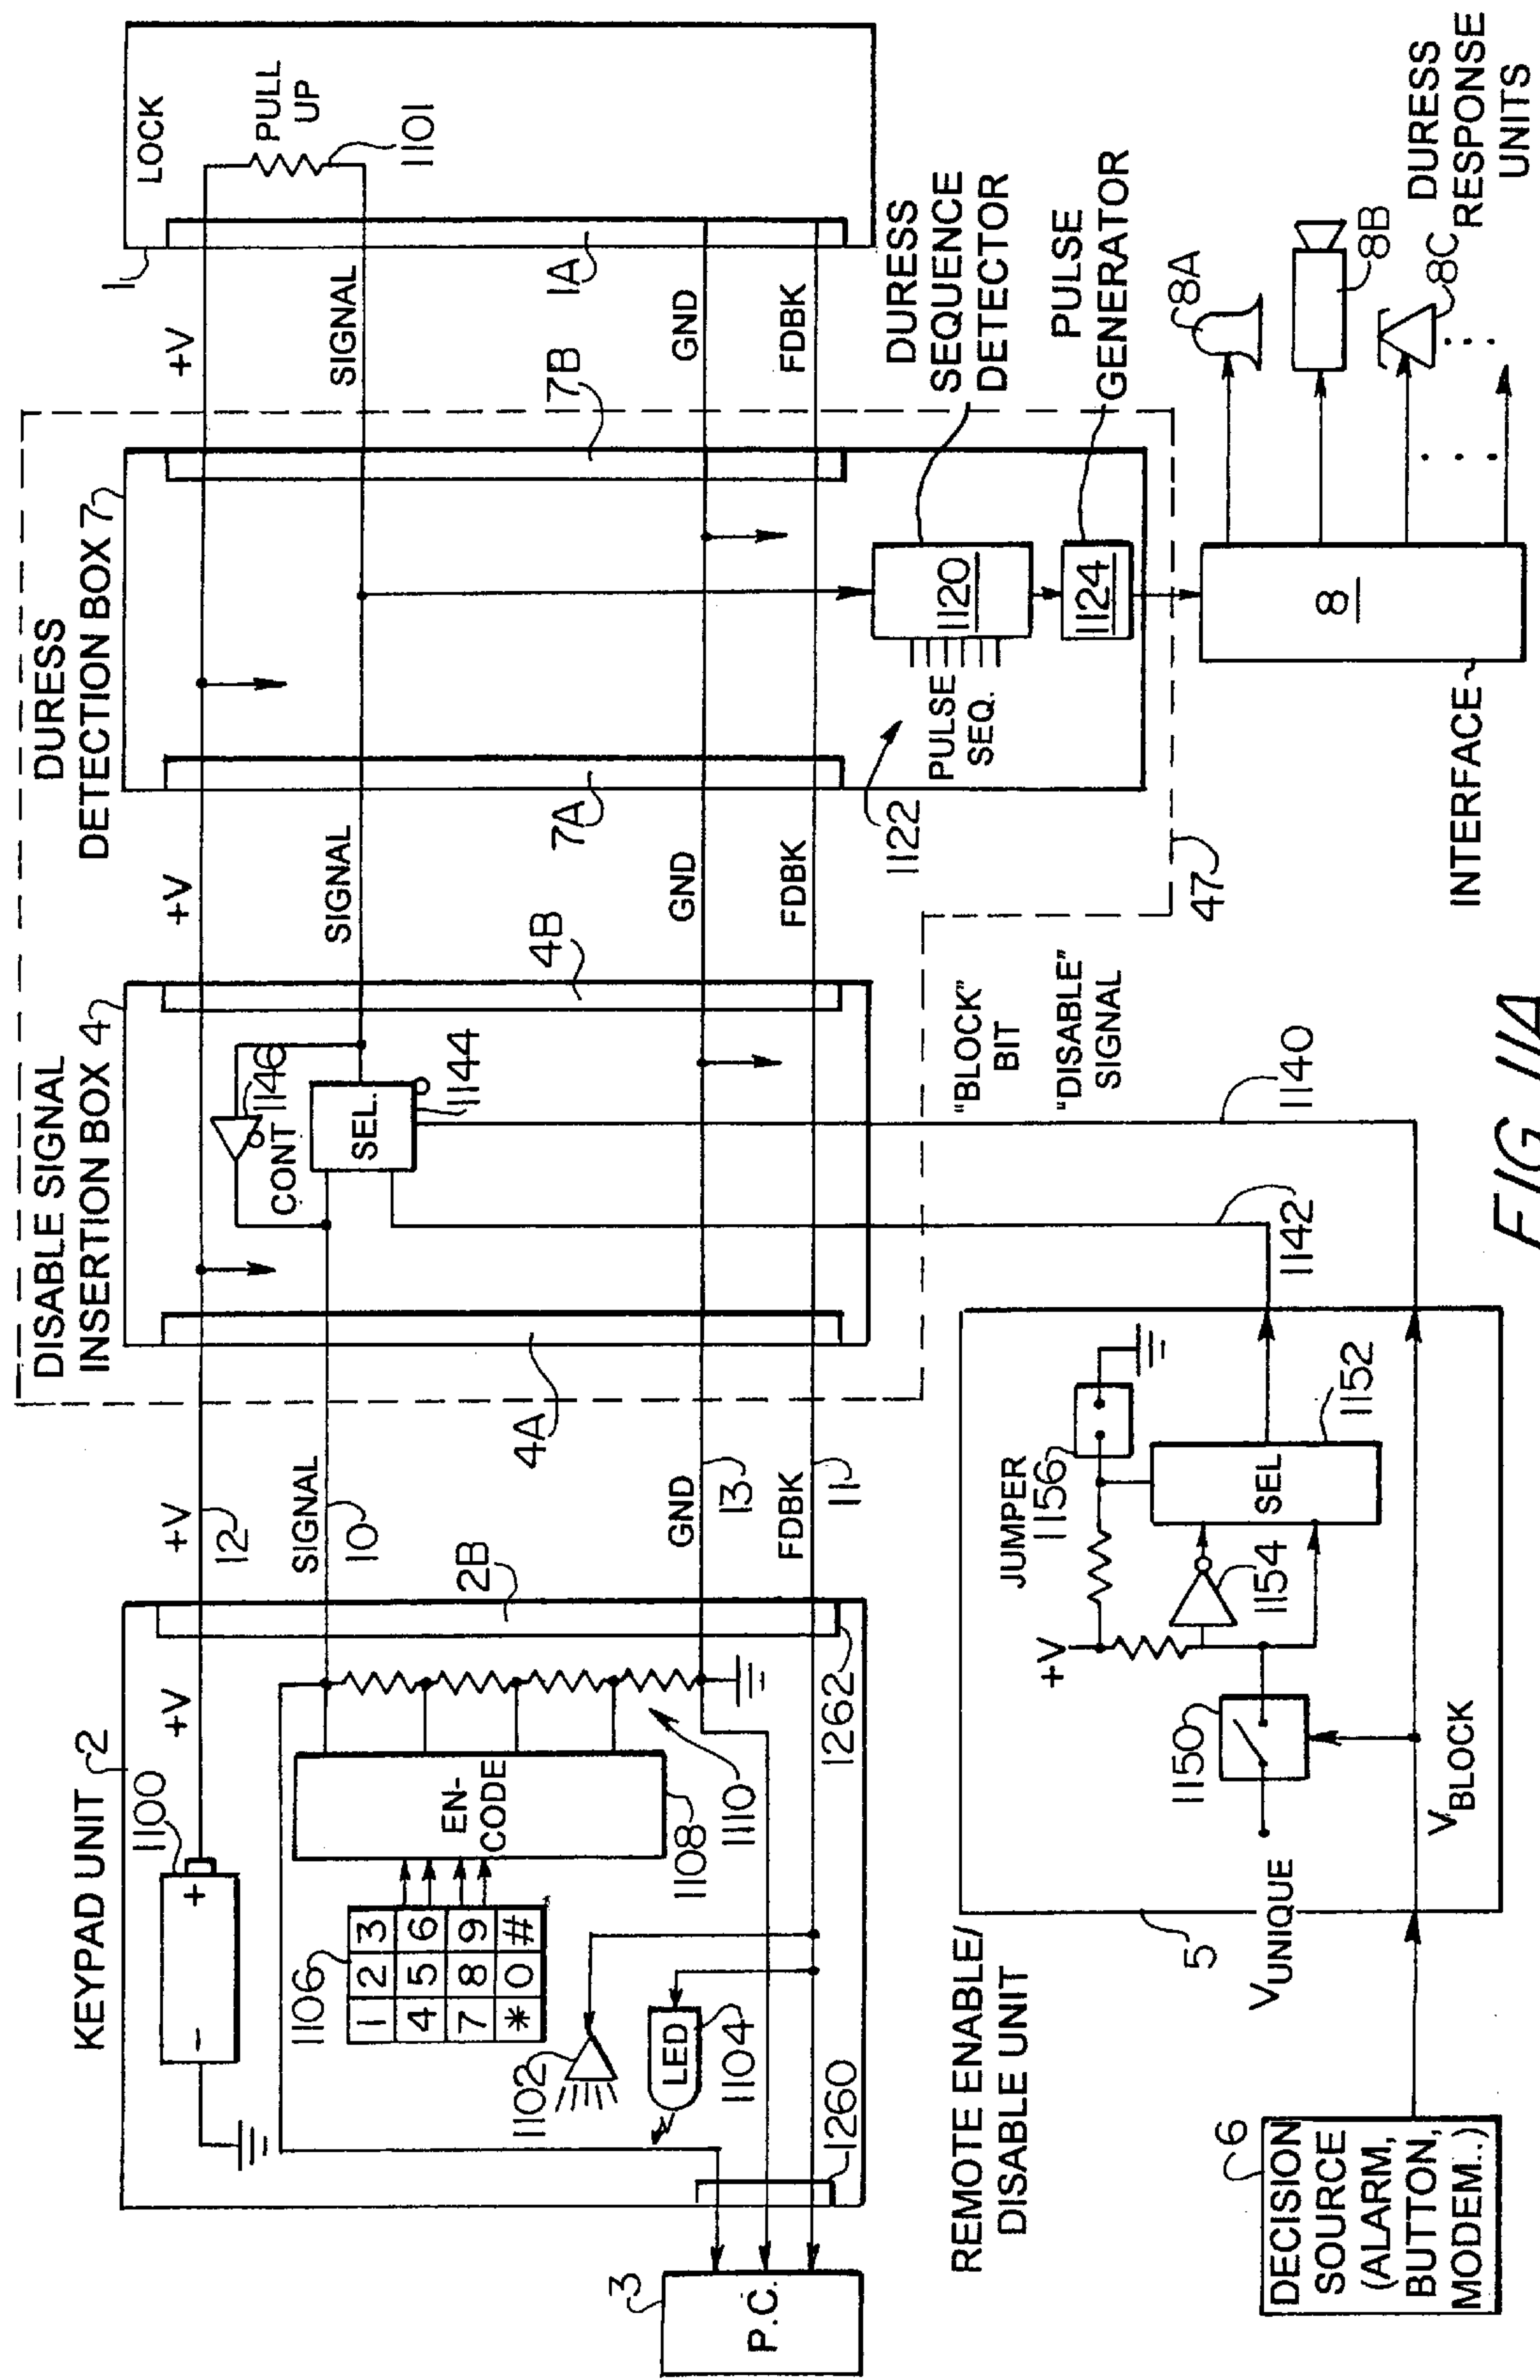 KEYPAD UNIT 2
1100
+V
-
+
1106
1 2 3
4 5 6
7 8 9
* 0 #
EN-
CODE
1108
1110
1102
LED
1104
1260
1262
2B
3
P.C.
+V
12
SIGNAL
10
GND
13
FDBK
11
DISABLE SIGNAL
INSERTION BOX 4
4A
4B
CONT
1146
SEL.
1144
+V
SIGNAL
GND
FDBK
DURESS
DETECTION BOX 7
7A
7B
1122
PULSE
SEQ.
1120
1124
DURESS
SEQUENCE
DETECTOR
PULSE
GENERATOR
47
+V
SIGNAL
GND
FDBK
LOCK
1
1A
PULL
UP
1101
REMOTE ENABLE/
DISABLE UNIT
5
VUNIQUE
VBLOCK
1150
+V
1154
JUMPER
1156
SEL
1152
1142
1140
"BLOCK"
BIT
"DISABLE"
SIGNAL
6
DECISION
SOURCE
(ALARM,
BUTTON,
MODEM..)
INTERFACE
8
8A
8B
8C
DURESS
RESPONSE
UNITS
FIG. 11A